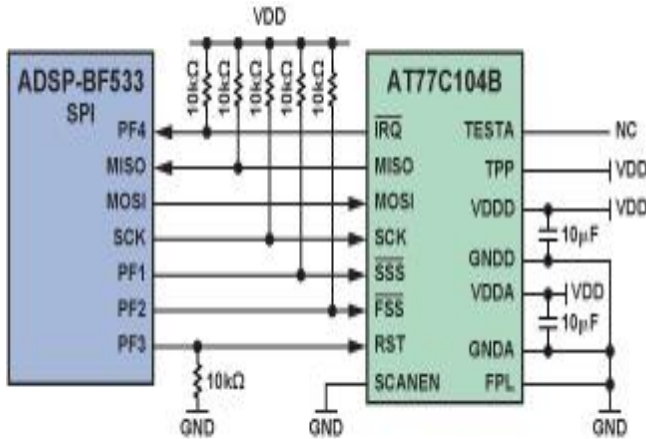 VDD
10kΩ 10kΩ 10kΩ 10kΩ 10kΩ
ADSP-BF533
SPI
PF4
MISO
MOSI
SCK
PF1
PF2
PF3
10kΩ
GND
AT77C104B
IRQ
MISO
MOSI
SCK
SSS
FSS
RST
SCANEN
GND
TESTA
TPP
VDDD
GNDD
VDDA
GNDA
FPL
NC
VDD
VDD
10µF
VDD
10µF
GND